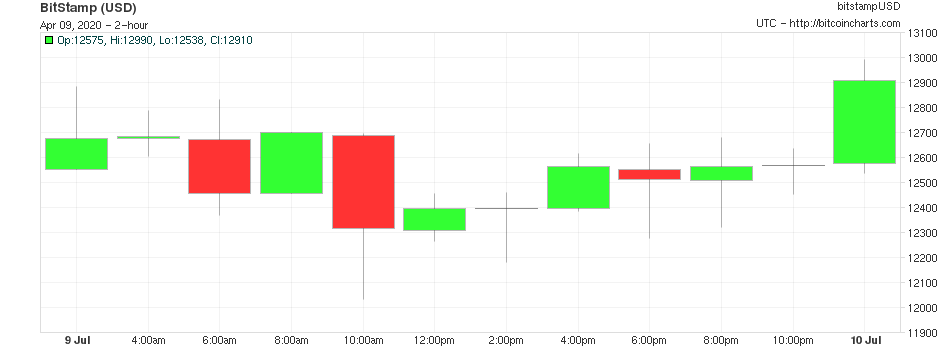 BitStamp (USD)
bitstampUSD
Apr 09, 2020 - 2-hour
UTC - http://bitcoincharts.com
Op:12575, Hi:12990, Lo:12538, Cl:12910
13100
13000
12900
12800
12700
12600
12500
12400
12300
12200
12100
12000
11900
9 Jul 4:00am 6:00am 8:00am 10:00am 12:00pm 2:00pm 4:00pm 6:00pm 8:00pm 10:00pm 10 Jul